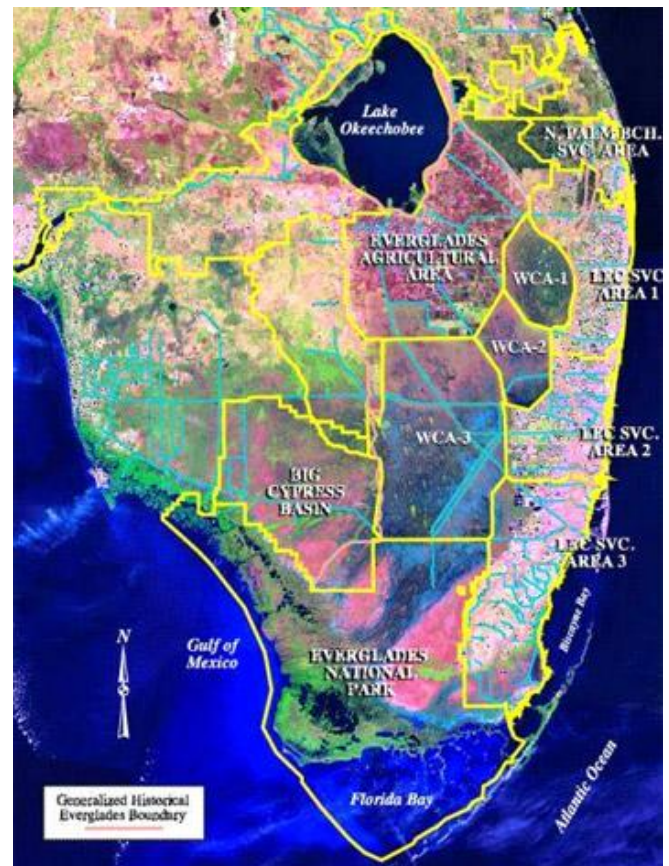 Lake
Okeechobee
N. PALM BCH.
SVC. AREA
EVERGLADES
AGRICULTURAL
AREA
WCA-1
LEC SVC.
AREA 1
WCA-2
WCA-3
LEC SVC.
AREA 2
BIG
CYPRESS
BASIN
LEC SVC.
AREA 3
Biscayne Bay
N
Gulf of
Mexico
EVERGLADES
NATIONAL
PARK
Atlantic Ocean
Florida Bay
Generalized Historical
Everglades Boundary